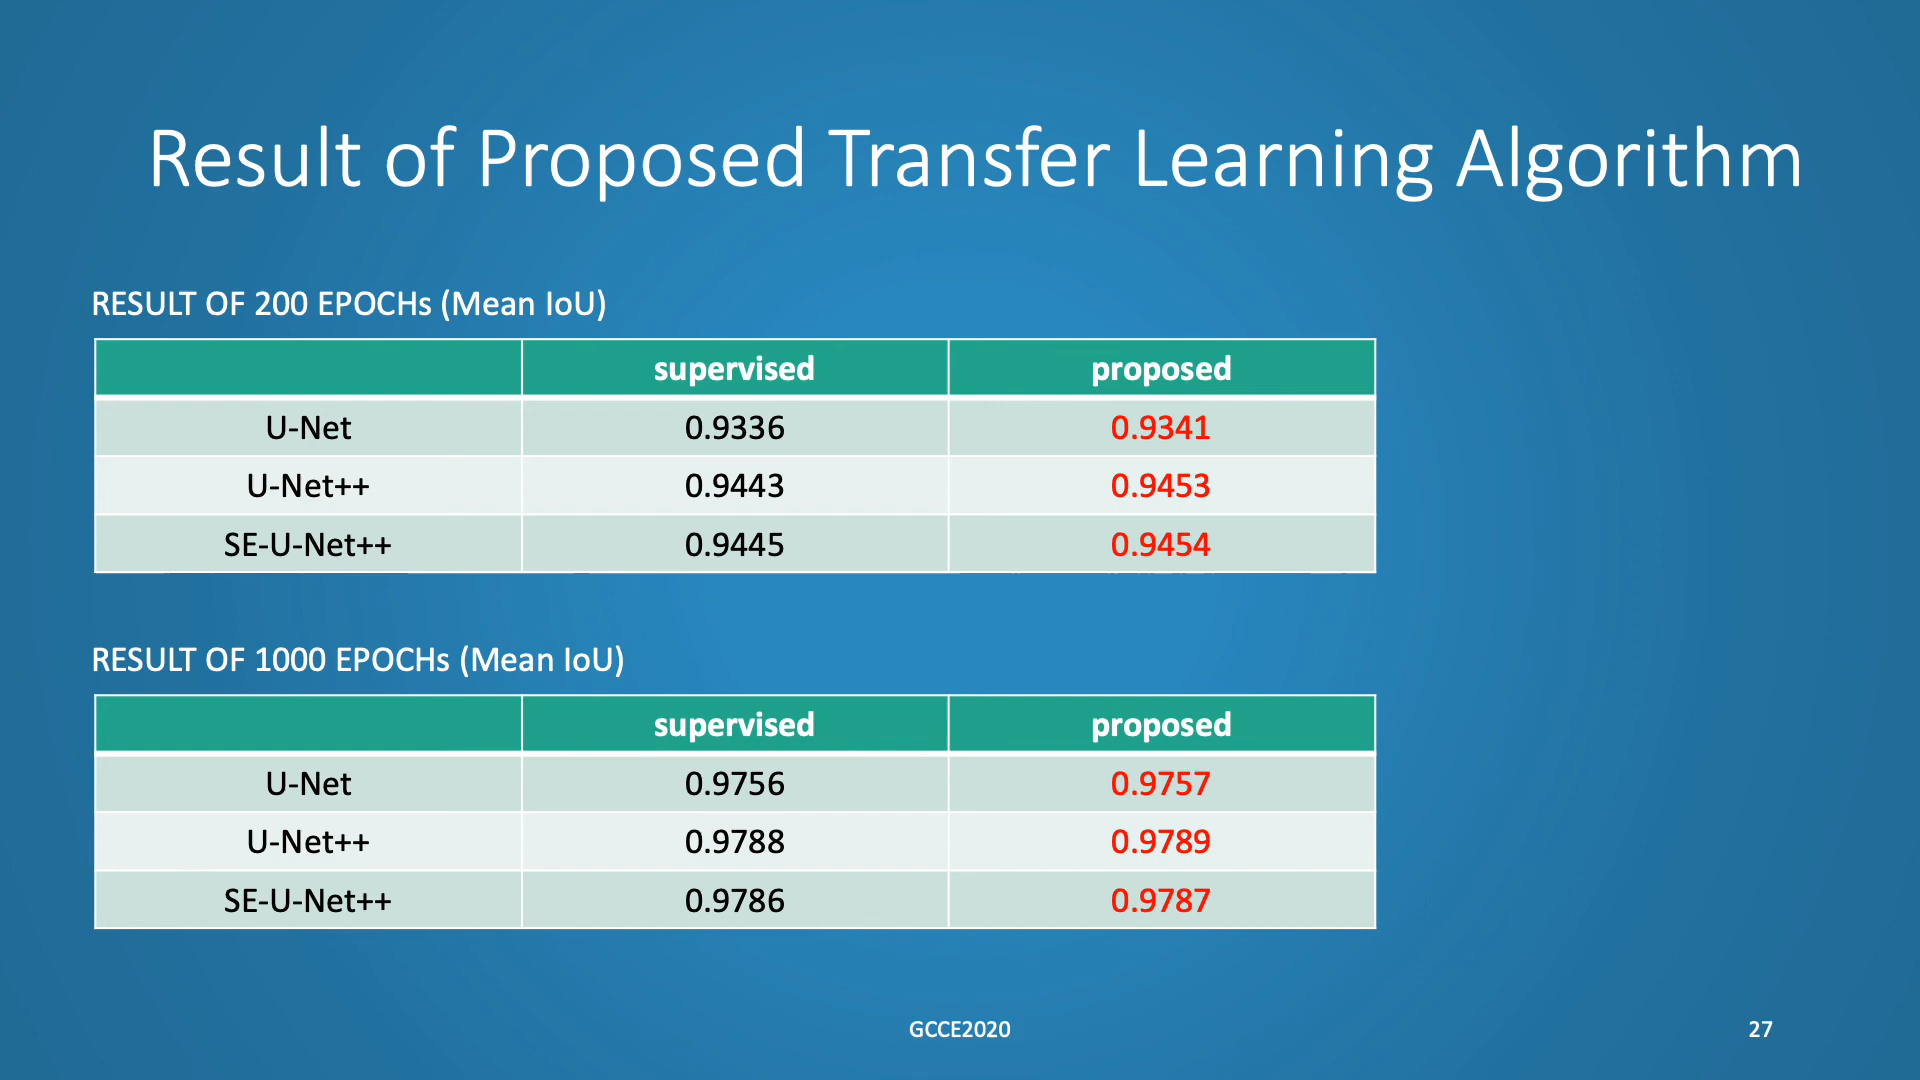 Result of Proposed Transfer Learning Algorithm
RESULT OF 200 EPOCHs (Mean IoU)
supervised proposed
U-Net 0.9336 0.9341
U-Net++ 0.9443 0.9453
SE-U-Net++ 0.9445 0.9454
RESULT OF 1000 EPOCHs (Mean IoU)
supervised proposed
U-Net 0.9756 0.9757
U-Net++ 0.9788 0.9789
SE-U-Net++ 0.9786 0.9787
GCCE2020 27